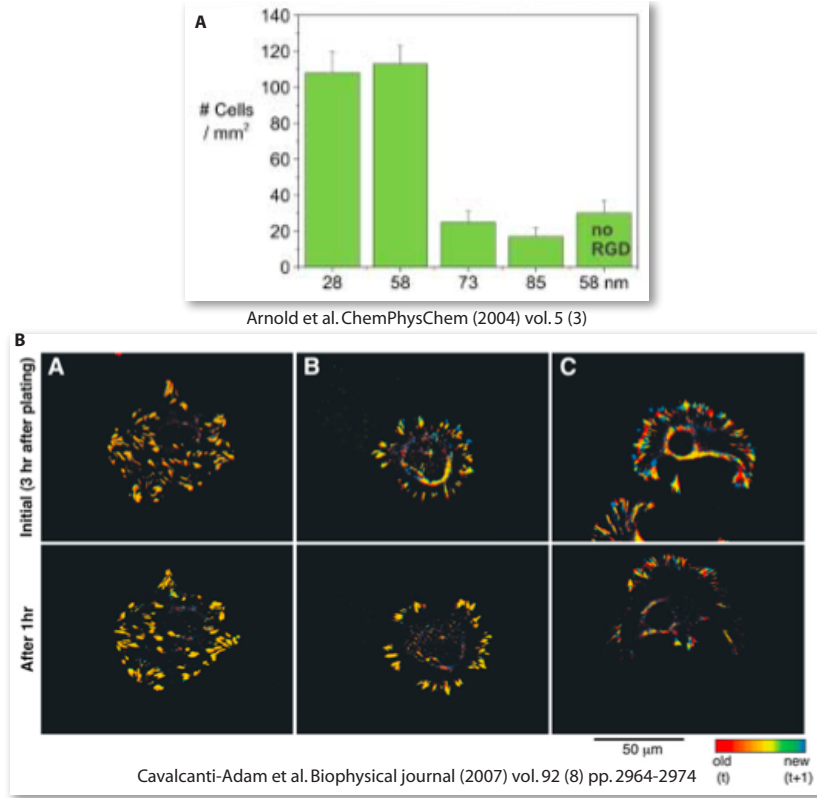 A
140
120
100
80
60
40
20
0
# Cells
/ mm²
no
RGD
28 58 73 85 58 nm
Arnold et al. ChemPhysChem (2004) vol. 5 (3)
B
Initial (3 hr after plating)
A B C
After 1hr
50 μm
old new
(t) (t+1)
Cavalcanti-Adam et al. Biophysical journal (2007) vol. 92 (8) pp. 2964-2974